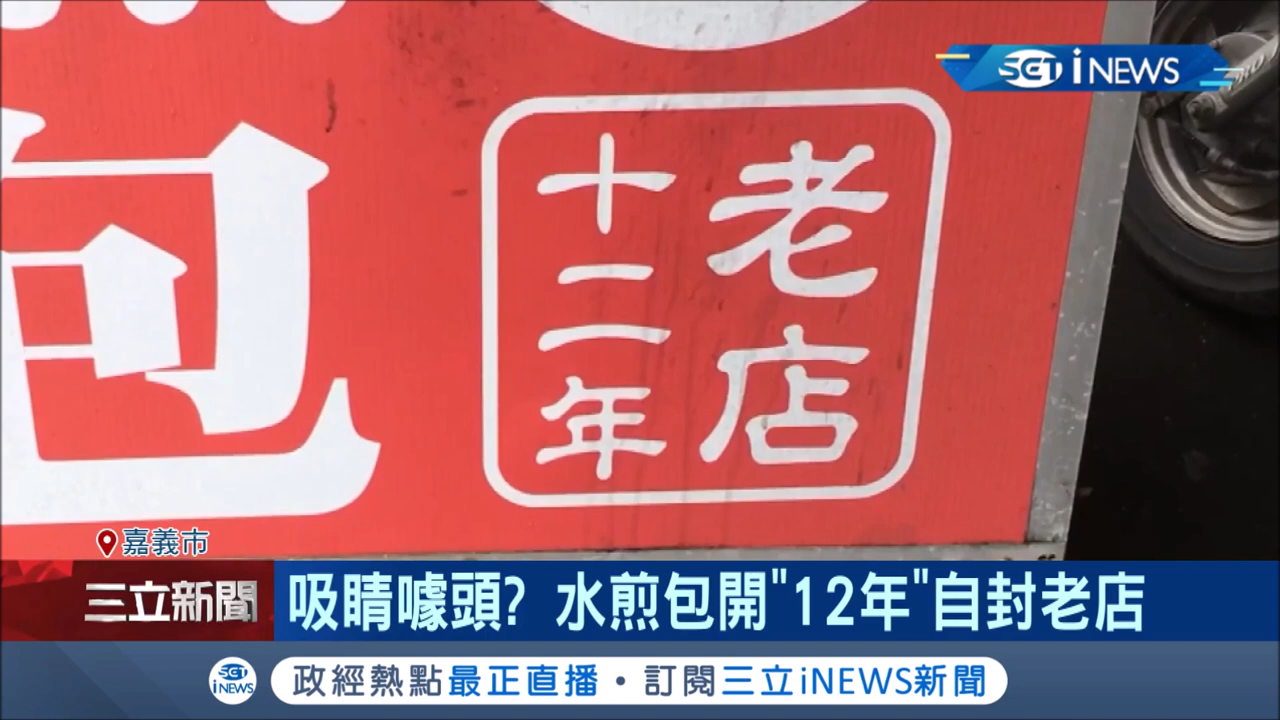 SET iNEWS
包
老店
十二年
嘉義市
三立新聞
吸睛噱頭? 水煎包開"12年"自封老店
SET iNEWS
政經熱點最正直播・訂閱三立iNEWS新聞